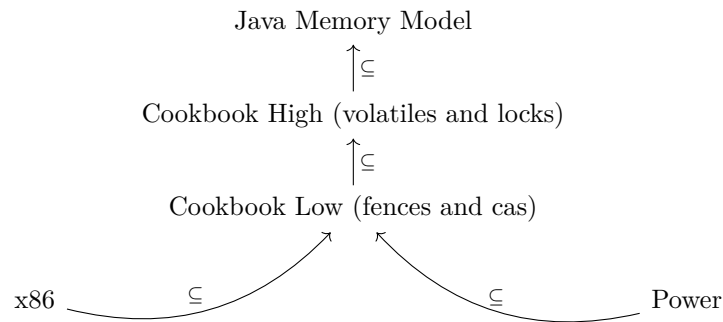 Java Memory Model
⊆
Cookbook High (volatiles and locks)
⊆
Cookbook Low (fences and cas)
x86 ⊆ ⊆ Power